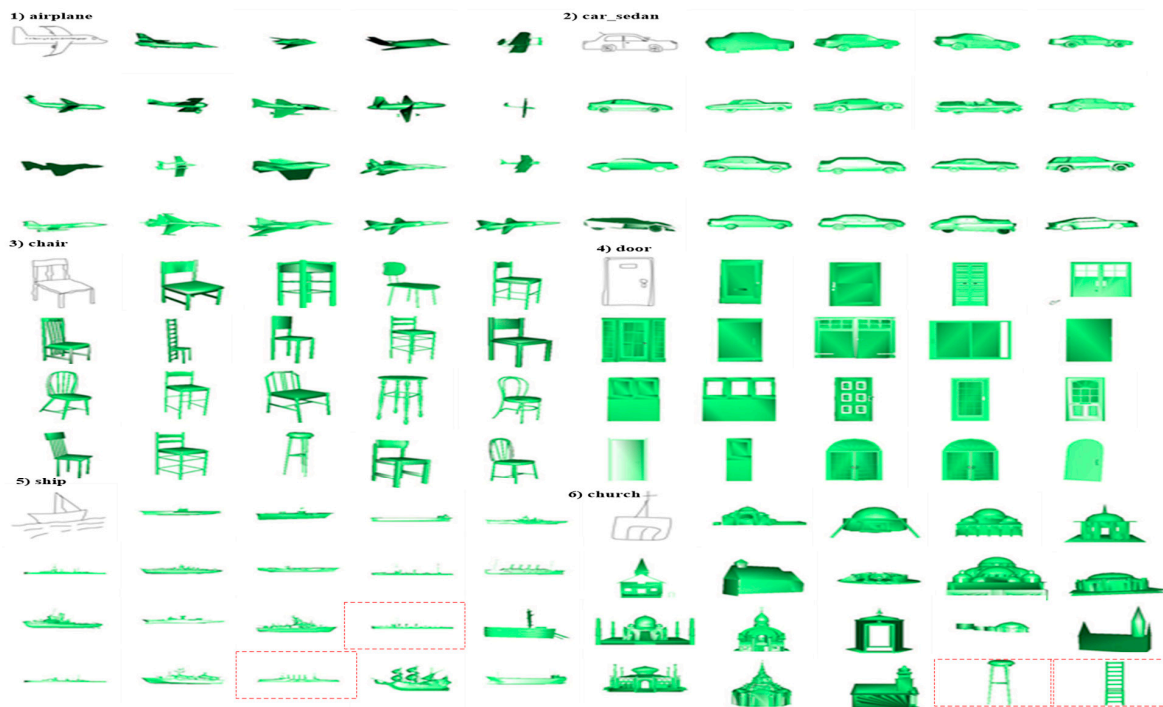 1) airplane
2) car_sedan
3) chair
4) door
5) ship
6) church